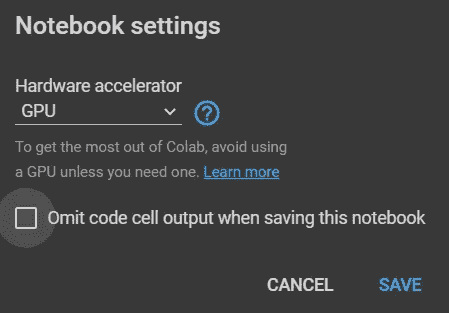 Notebook settings
Hardware accelerator
GPU
?
To get the most out of Colab, avoid using
a GPU unless you need one. Learn more
Omit code cell output when saving this notebook
CANCEL SAVE